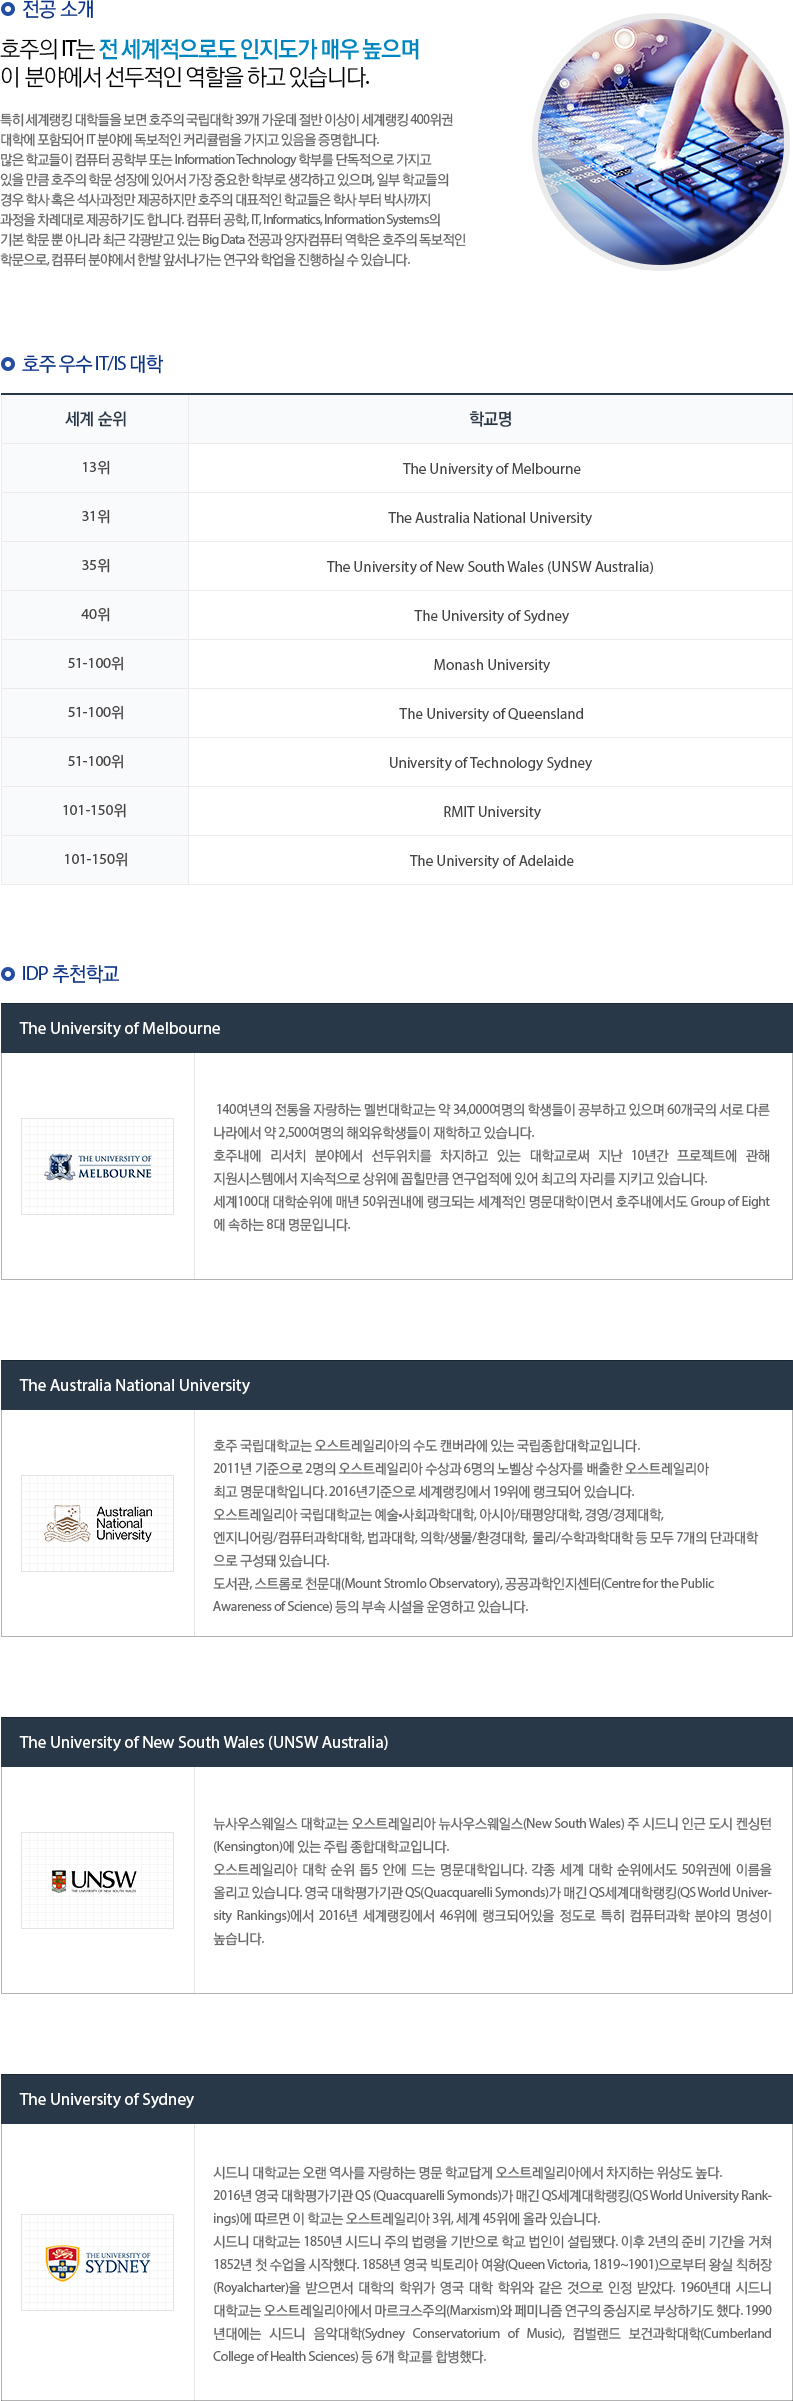 전공 소개
호주의 IT는 전 세계적으로도 인지도가 매우 높으며
이 분야에서 선두적인 역할을 하고 있습니다.
특히 세계랭킹 대학들을 보면 호주의 국립대학 39개 가운데 절반 이상이 세계랭킹 400위권
대학에 포함되어 IT 분야에 독보적인 커리큘럼을 가지고 있음을 증명합니다.
많은 학교들이 컴퓨터 공학부 또는 Information Technology 학부를 단독적으로 가지고
있을 만큼 호주의 학문 성장에 있어서 가장 중요한 학부로 생각하고 있으며, 일부 학교들의
경우 학사 혹은 석사과정만 제공하지만 호주의 대표적인 학교들은 학사 부터 박사까지
과정을 차례대로 제공하기도 합니다. 컴퓨터 공학, IT, Informatics, Information Systems의
기본 학문 뿐 아니라 최근 각광받고 있는 Big Data 전공과 양자컴퓨터 역학은 호주의 독보적인
학문으로, 컴퓨터 분야에서 한발 앞서나가는 연구와 학업을 진행하실 수 있습니다.
호주 우수 IT/IS 대학
세계 순위 학교명
13위 The University of Melbourne
31위 The Australia National University
35위 The University of New South Wales (UNSW Australia)
40위 The University of Sydney
51-100위 Monash University
51-100위 The University of Queensland
51-100위 University of Technology Sydney
101-150위 RMIT University
101-150위 The University of Adelaide
IDP 추천학교
The University of Melbourne
THE UNIVERSITY OF
MELBOURNE
140여년의 전통을 자랑하는 멜번대학교는 약 34,000여명의 학생들이 공부하고 있으며 60개국의 서로 다른
나라에서 약 2,500여명의 해외유학생들이 재학하고 있습니다.
호주내에 리서치 분야에서 선두위치를 차지하고 있는 대학교로써 지난 10년간 프로젝트에 관해
지원시스템에서 지속적으로 상위에 꼽힐만큼 연구업적에 있어 최고의 자리를 지키고 있습니다.
세계100대 대학순위에 매년 50위권내에 랭크되는 세계적인 명문대학이면서 호주내에서도 Group of Eight
에 속하는 8대 명문입니다.
The Australia National University
Australian
National
University
호주 국립대학교는 오스트레일리아의 수도 캔버라에 있는 국립종합대학교입니다.
2011년 기준으로 2명의 오스트레일리아 수상과 6명의 노벨상 수상자를 배출한 오스트레일리아
최고 명문대학입니다. 2016년기준으로 세계랭킹에서 19위에 랭크되어 있습니다.
오스트레일리아 국립대학교는 예술•사회과학대학, 아시아/태평양대학, 경영/경제대학,
엔지니어링/컴퓨터과학대학, 법과대학, 의학/생물/환경대학, 물리/수학과학대학 등 모두 7개의 단과대학
으로 구성돼 있습니다.
도서관, 스트롬로 천문대(Mount Stromlo Observatory), 공공과학인지센터(Centre for the Public
Awareness of Science) 등의 부속 시설을 운영하고 있습니다.
The University of New South Wales (UNSW Australia)
UNSW
THE UNIVERSITY OF NEW SOUTH WALES
뉴사우스웨일스 대학교는 오스트레일리아 뉴사우스웨일스(New South Wales) 주 시드니 인근 도시 켄싱턴
(Kensington)에 있는 주립 종합대학교입니다.
오스트레일리아 대학 순위 톱5 안에 드는 명문대학입니다. 각종 세계 대학 순위에서도 50위권에 이름을
올리고 있습니다. 영국 대학평가기관 QS(Quacquarelli Symonds)가 매긴 QS세계대학랭킹(QS World Univer-
sity Rankings)에서 2016년 세계랭킹에서 46위에 랭크되어있을 정도로 특히 컴퓨터과학 분야의 명성이
높습니다.
The University of Sydney
THE UNIVERSITY OF
SYDNEY
시드니 대학교는 오랜 역사를 자랑하는 명문 학교답게 오스트레일리아에서 차지하는 위상도 높다.
2016년 영국 대학평가기관 QS (Quacquarelli Symonds)가 매긴 QS세계대학랭킹(QS World University Rank-
ings)에 따르면 이 학교는 오스트레일리아 3위, 세계 45위에 올라 있습니다.
시드니 대학교는 1850년 시드니 주의 법령을 기반으로 학교 법인이 설립됐다. 이후 2년의 준비 기간을 거쳐
1852년 첫 수업을 시작했다. 1858년 영국 빅토리아 여왕(Queen Victoria, 1819~1901)으로부터 왕실 칙허장
(Royalcharter)을 받으면서 대학의 학위가 영국 대학 학위와 같은 것으로 인정 받았다. 1960년대 시드니
대학교는 오스트레일리아에서 마르크스주의(Marxism)와 페미니즘 연구의 중심지로 부상하기도 했다. 1990
년대에는 시드니 음악대학(Sydney Conservatorium of Music), 컴벌랜드 보건과학대학(Cumberland
College of Health Sciences) 등 6개 학교를 합병했다.